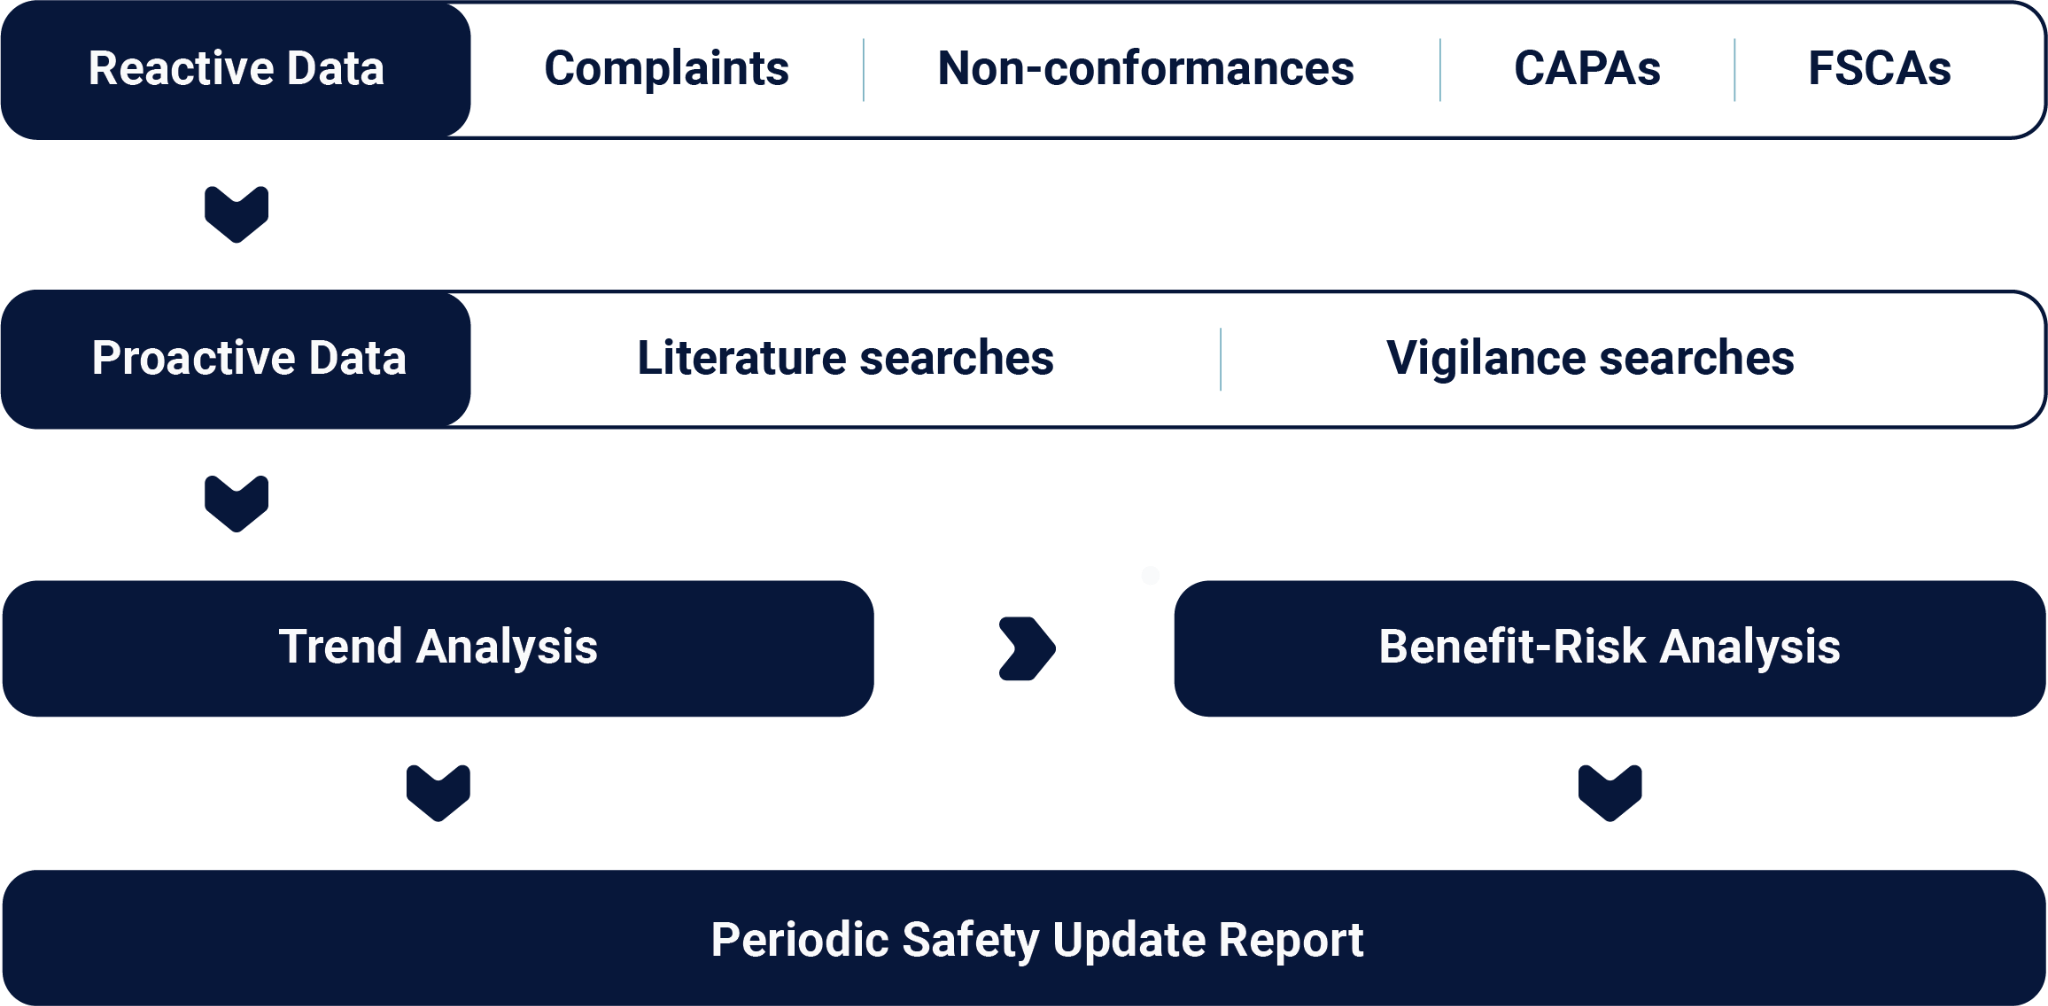 Reactive Data
Complaints
Non-conformances
CAPAs
FSCAs
Proactive Data
Literature searches
Vigilance searches
Trend Analysis
Benefit-Risk Analysis
Periodic Safety Update Report